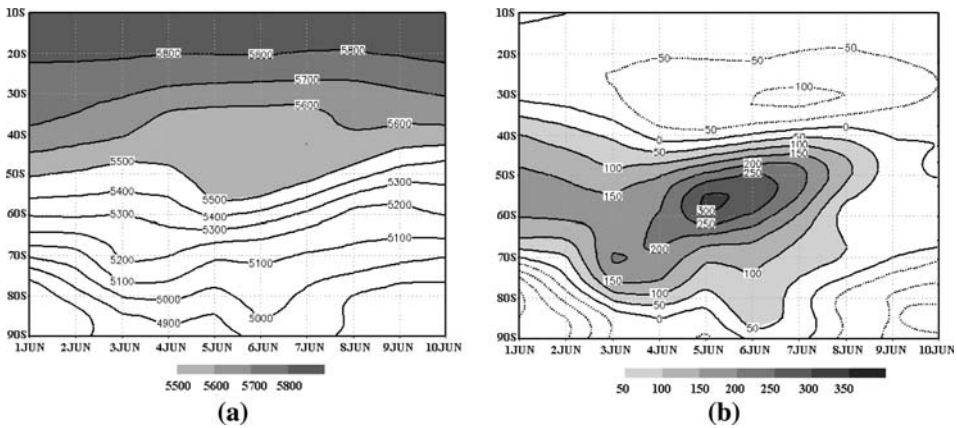 10S
20S
30S
40S
50S
60S
70S
80S
90S
5800 5800 5800
5700
5600
5600
5500
5400
5300
5500
5400
5300
5300
5200
5200
5100
5100
5100
5000
4900
5000
1JUN 2JUN 3JUN 4JUN 5JUN 6JUN 7JUN 8JUN 9JUN 10JUN
5500 5600 5700 5800
(a)
10S
20S
30S
40S
50S
60S
70S
80S
90S
-50
-50 -50
-100
-50 -50
0
0
50
50
100
100
150
150
200
250
300
250
200
150
100
100
50
0
50
1JUN 2JUN 3JUN 4JUN 5JUN 6JUN 7JUN 8JUN 9JUN 10JUN
50 100 150 200 250 300 350
(b)